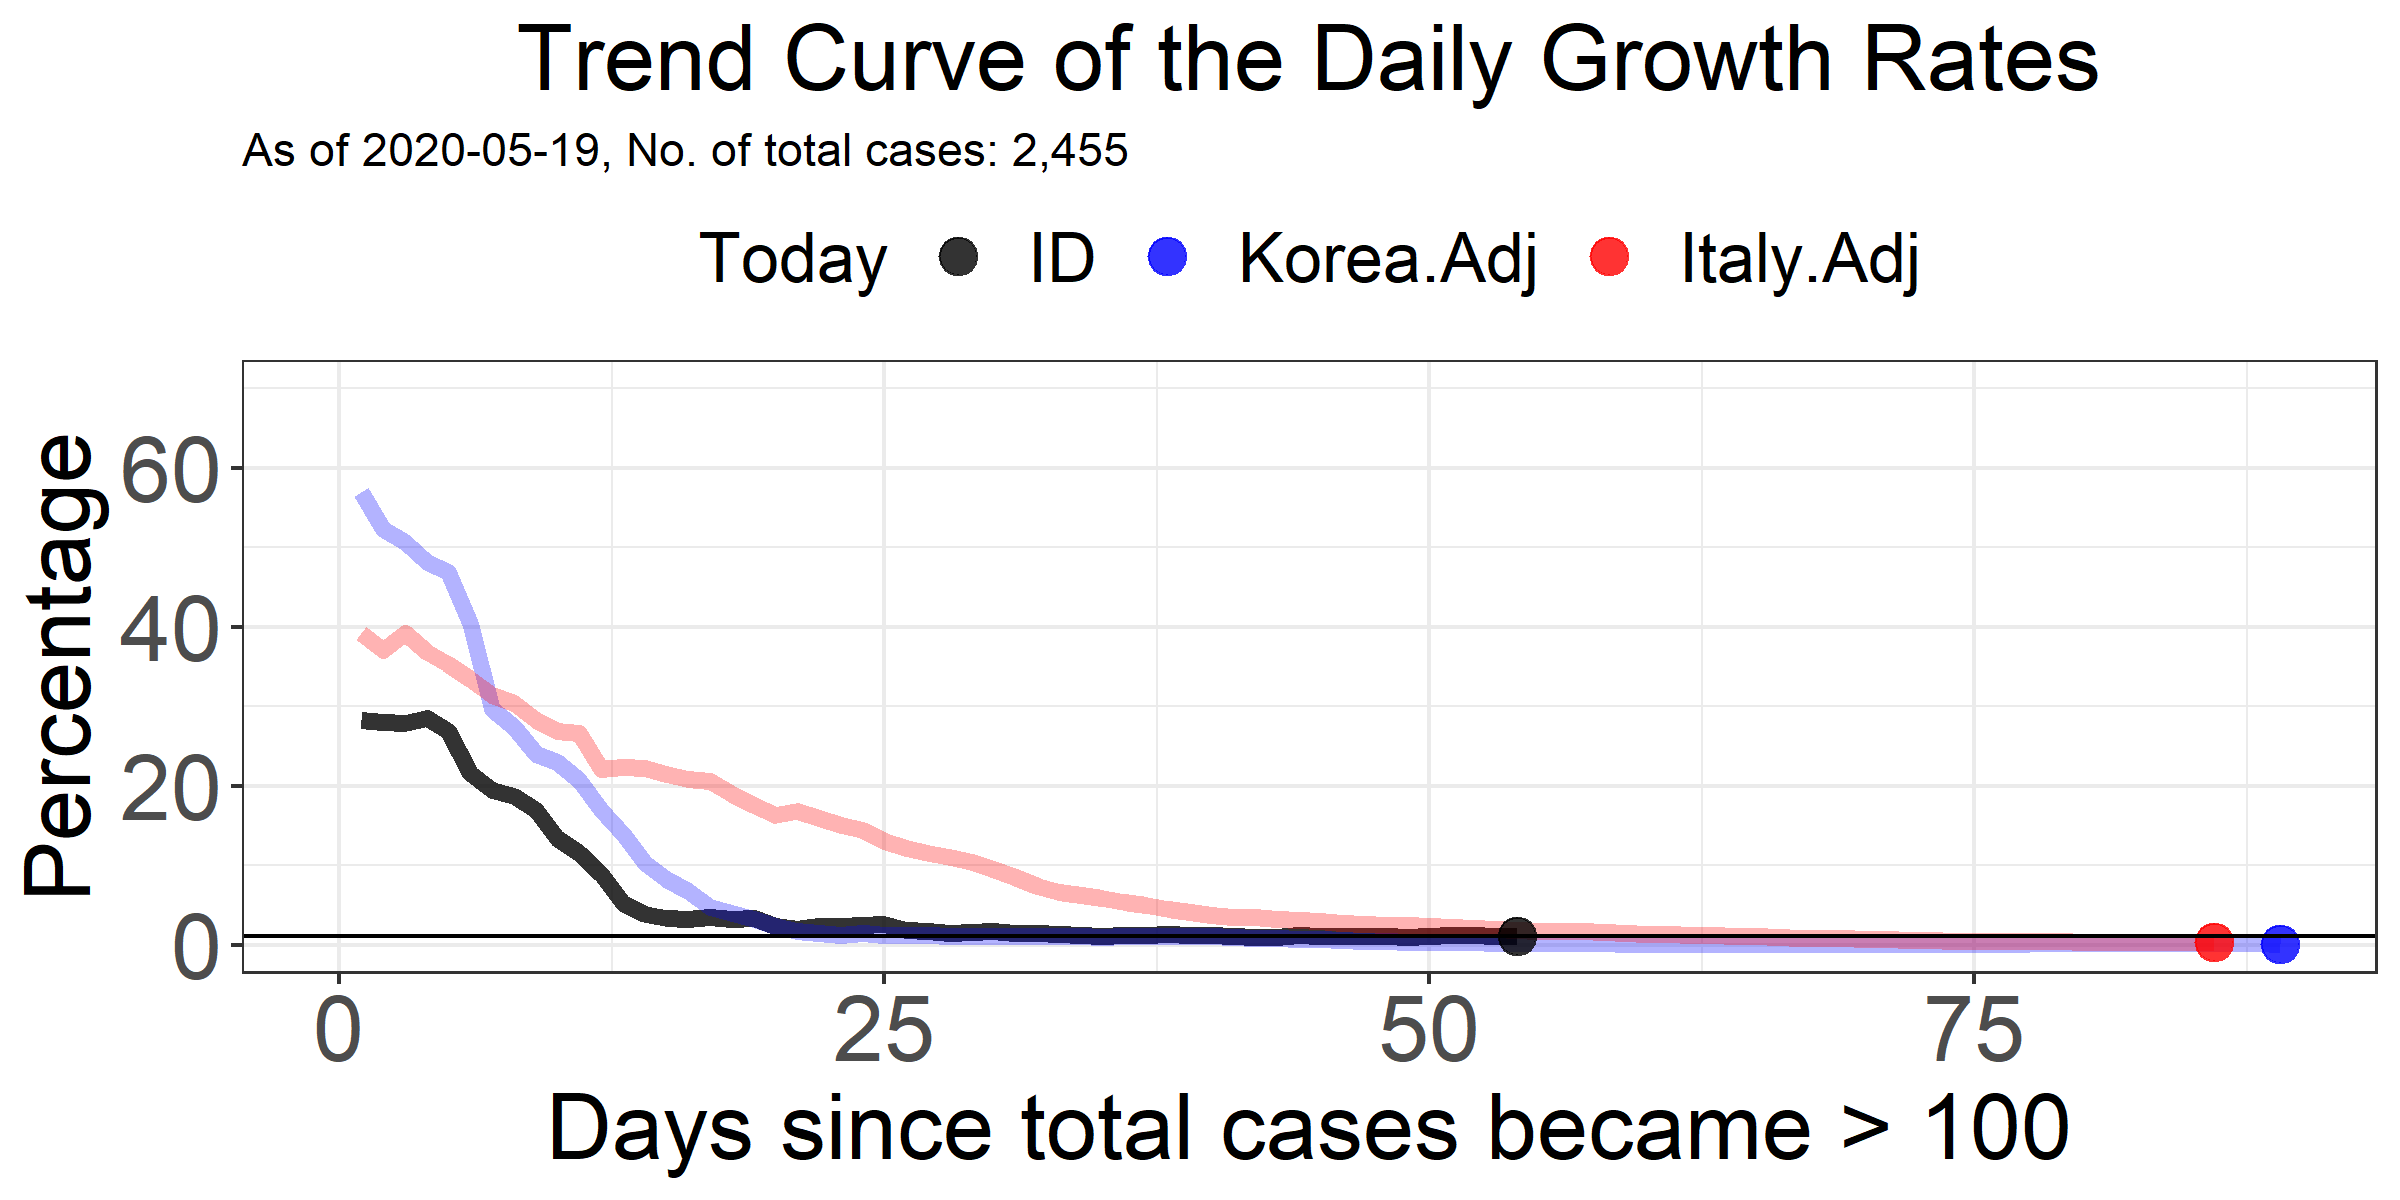 Trend Curve of the Daily Growth Rates
As of 2020-05-19, No. of total cases: 2,455
Today ID Korea.Adj Italy.Adj
Percentage
60
40
20
0
0 25 50 75
Days since total cases became > 100